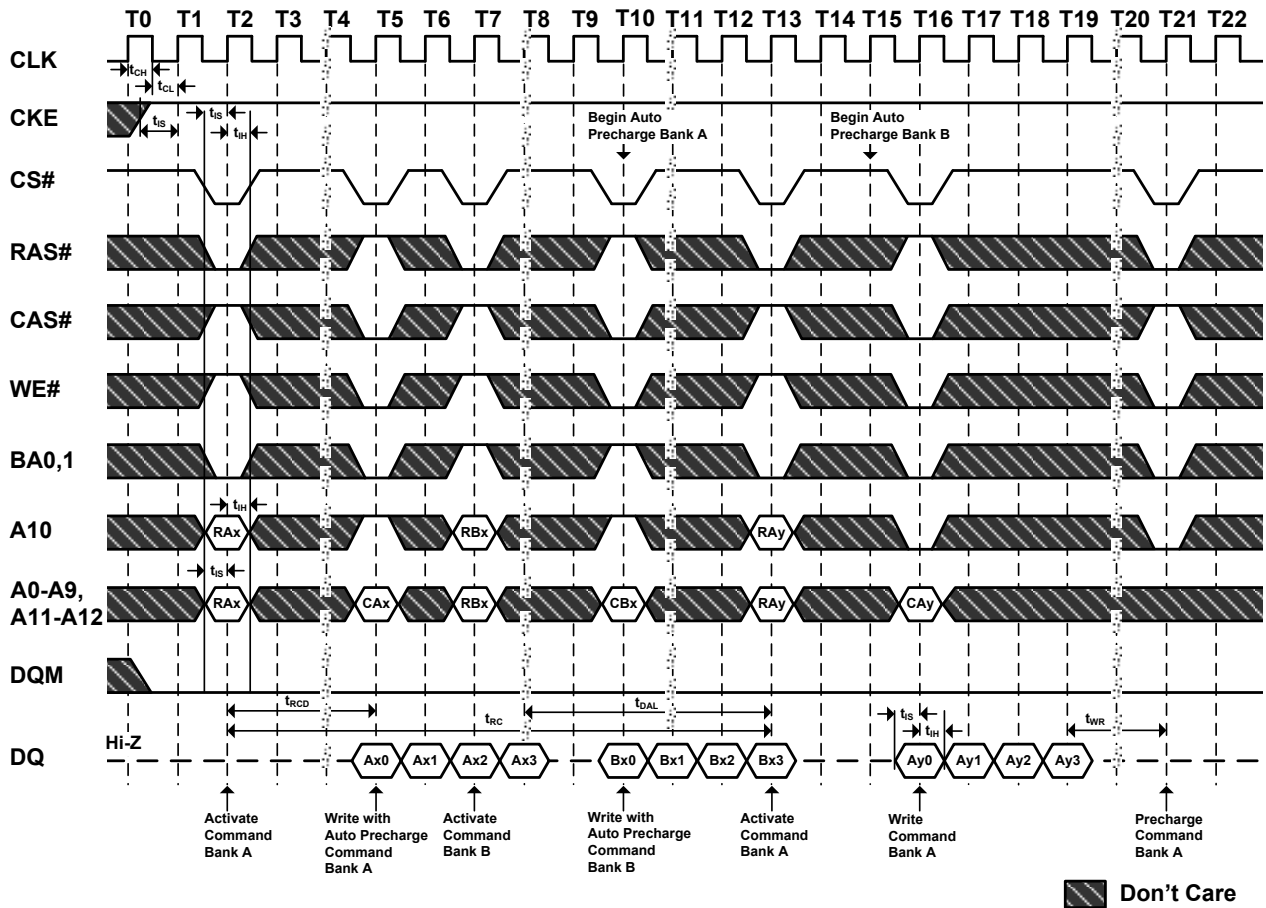 T0 T1 T2 T3 T4 T5 T6 T7 T8 T9 T10 T11 T12 T13 T14 T15 T16 T17 T18 T19 T20 T21 T22
CLK
tCH
tCL
CKE
tIS
tIS
tIH
Begin Auto
Precharge Bank A
Begin Auto
Precharge Bank B
CS#
RAS#
CAS#
WE#
BA0,1
tIH
A10
RAx RBx RAy
tIS
A0-A9,
A11-A12
RAx CAx RBx CBx RAy CAy
DQM
tRCD
tDAL
tRC
tIS
tIH
tWR
Hi-Z
DQ
Ax0 Ax1 Ax2 Ax3 Bx0 Bx1 Bx2 Bx3 Ay0 Ay1 Ay2 Ay3
Activate
Command
Bank A
Write with
Auto Precharge
Command
Bank A
Activate
Command
Bank B
Write with
Auto Precharge
Command
Bank B
Activate
Command
Bank A
Write
Command
Bank A
Precharge
Command
Bank A
Don't Care